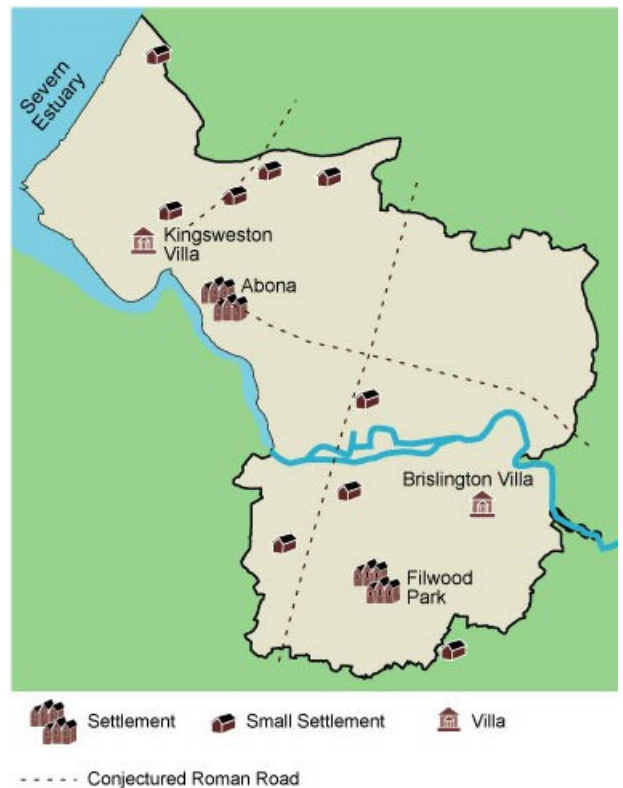 Severn
Estuary
Kingsweston
Villa
Abona
Brislington Villa
Filwood
Park
Settlement
Small Settlement
Villa
Conjectured Roman Road